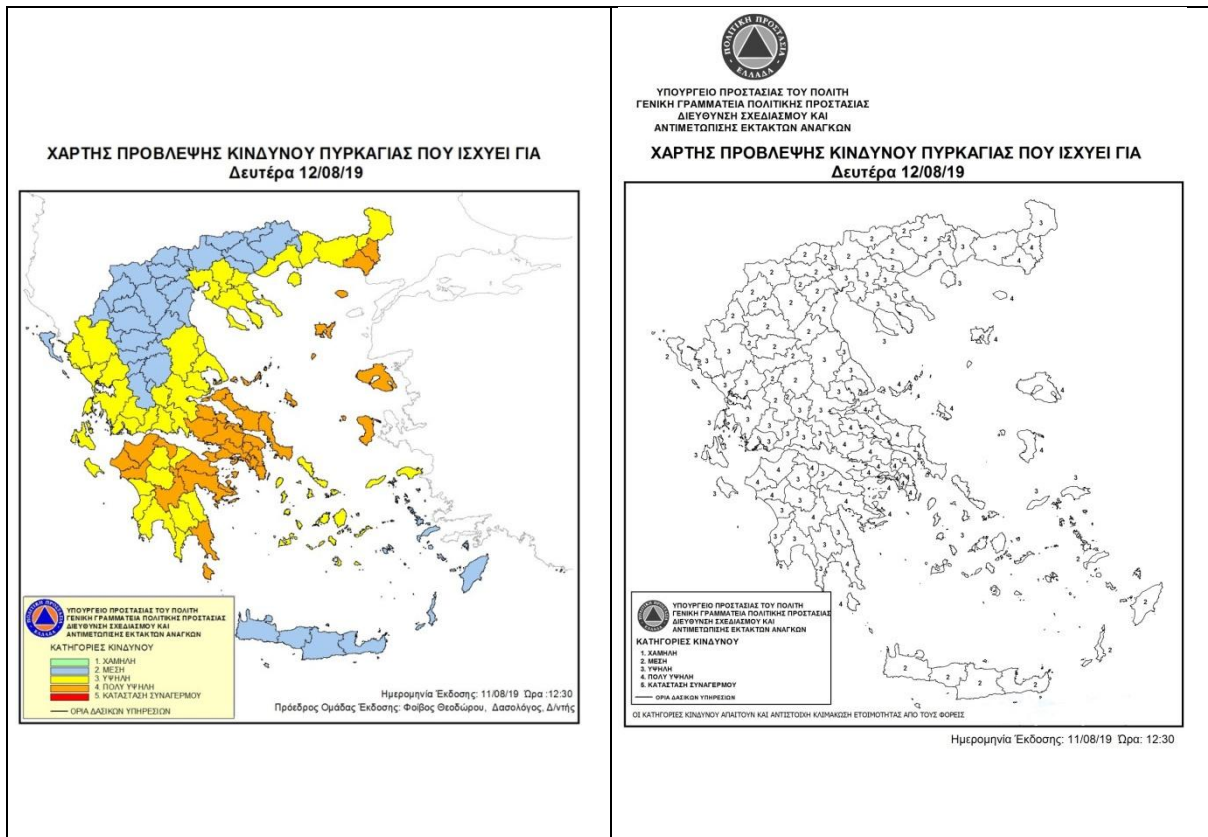 ΧΑΡΤΗΣ ΠΡΟΒΛΕΨΗΣ ΚΙΝΔΥΝΟΥ ΠΥΡΚΑΓΙΑΣ ΠΟΥ ΙΣΧΥΕΙ ΓΙΑ
Δευτέρα 12/08/19
ΠΟΛΙΤΙΚΗ ΠΡΟΣΤΑΣΙΑ
ΕΛΛΑΔΑ
ΥΠΟΥΡΓΕΙΟ ΠΡΟΣΤΑΣΙΑΣ ΤΟΥ ΠΟΛΙΤΗ
ΓΕΝΙΚΗ ΓΡΑΜΜΑΤΕΙΑ ΠΟΛΙΤΙΚΗΣ ΠΡΟΣΤΑΣΙΑΣ
ΔΙΕΥΘΥΝΣΗ ΣΧΕΔΙΑΣΜΟΥ ΚΑΙ
ΑΝΤΙΜΕΤΩΠΙΣΗΣ ΕΚΤΑΚΤΩΝ ΑΝΑΓΚΩΝ
ΚΑΤΗΓΟΡΙΕΣ ΚΙΝΔΥΝΟΥ
1. ΧΑΜΗΛΗ
2. ΜΕΣΗ
3. ΥΨΗΛΗ
4. ΠΟΛΥ ΥΨΗΛΗ
5. ΚΑΤΑΣΤΑΣΗ ΣΥΝΑΓΕΡΜΟΥ
ΟΡΙΑ ΔΑΣΙΚΩΝ ΥΠΗΡΕΣΙΩΝ
Ημερομηνία Έκδοσης: 11/08/19 Ώρα :12:30
Πρόεδρος Ομάδας Έκδοσης: Φοίβος Θεοδώρου, Δασολόγος, Δ/ντής
ΠΟΛΙΤΙΚΗ ΠΡΟΣΤΑΣΙΑ
ΕΛΛΑΔΑ
ΥΠΟΥΡΓΕΙΟ ΠΡΟΣΤΑΣΙΑΣ ΤΟΥ ΠΟΛΙΤΗ
ΓΕΝΙΚΗ ΓΡΑΜΜΑΤΕΙΑ ΠΟΛΙΤΙΚΗΣ ΠΡΟΣΤΑΣΙΑΣ
ΔΙΕΥΘΥΝΣΗ ΣΧΕΔΙΑΣΜΟΥ ΚΑΙ
ΑΝΤΙΜΕΤΩΠΙΣΗΣ ΕΚΤΑΚΤΩΝ ΑΝΑΓΚΩΝ
ΧΑΡΤΗΣ ΠΡΟΒΛΕΨΗΣ ΚΙΝΔΥΝΟΥ ΠΥΡΚΑΓΙΑΣ ΠΟΥ ΙΣΧΥΕΙ ΓΙΑ
Δευτέρα 12/08/19
ΥΠΟΥΡΓΕΙΟ ΠΡΟΣΤΑΣΙΑΣ ΤΟΥ ΠΟΛΙΤΗ
ΓΕΝΙΚΗ ΓΡΑΜΜΑΤΕΙΑ ΠΟΛΙΤΙΚΗΣ ΠΡΟΣΤΑΣΙΑΣ
ΔΙΕΥΘΥΝΣΗ ΣΧΕΔΙΑΣΜΟΥ ΚΑΙ
ΑΝΤΙΜΕΤΩΠΙΣΗΣ ΕΚΤΑΚΤΩΝ ΑΝΑΓΚΩΝ
ΚΑΤΗΓΟΡΙΕΣ ΚΙΝΔΥΝΟΥ
1. ΧΑΜΗΛΗ
2. ΜΕΣΗ
3. ΥΨΗΛΗ
4. ΠΟΛΥ ΥΨΗΛΗ
5. ΚΑΤΑΣΤΑΣΗ ΣΥΝΑΓΕΡΜΟΥ
ΟΡΙΑ ΔΑΣΙΚΩΝ ΥΠΗΡΕΣΙΩΝ
ΟΙ ΚΑΤΗΓΟΡΙΕΣ ΚΙΝΔΥΝΟΥ ΑΠΑΙΤΟΥΝ ΚΑΙ ΑΝΤΙΣΤΟΙΧΗ ΚΛΙΜΑΚΩΣΗ ΕΤΟΙΜΟΤΗΤΑΣ ΑΠΟ ΤΟΥΣ ΦΟΡΕΙΣ
Ημερομηνία Έκδοσης: 11/08/19 Ώρα: 12:30